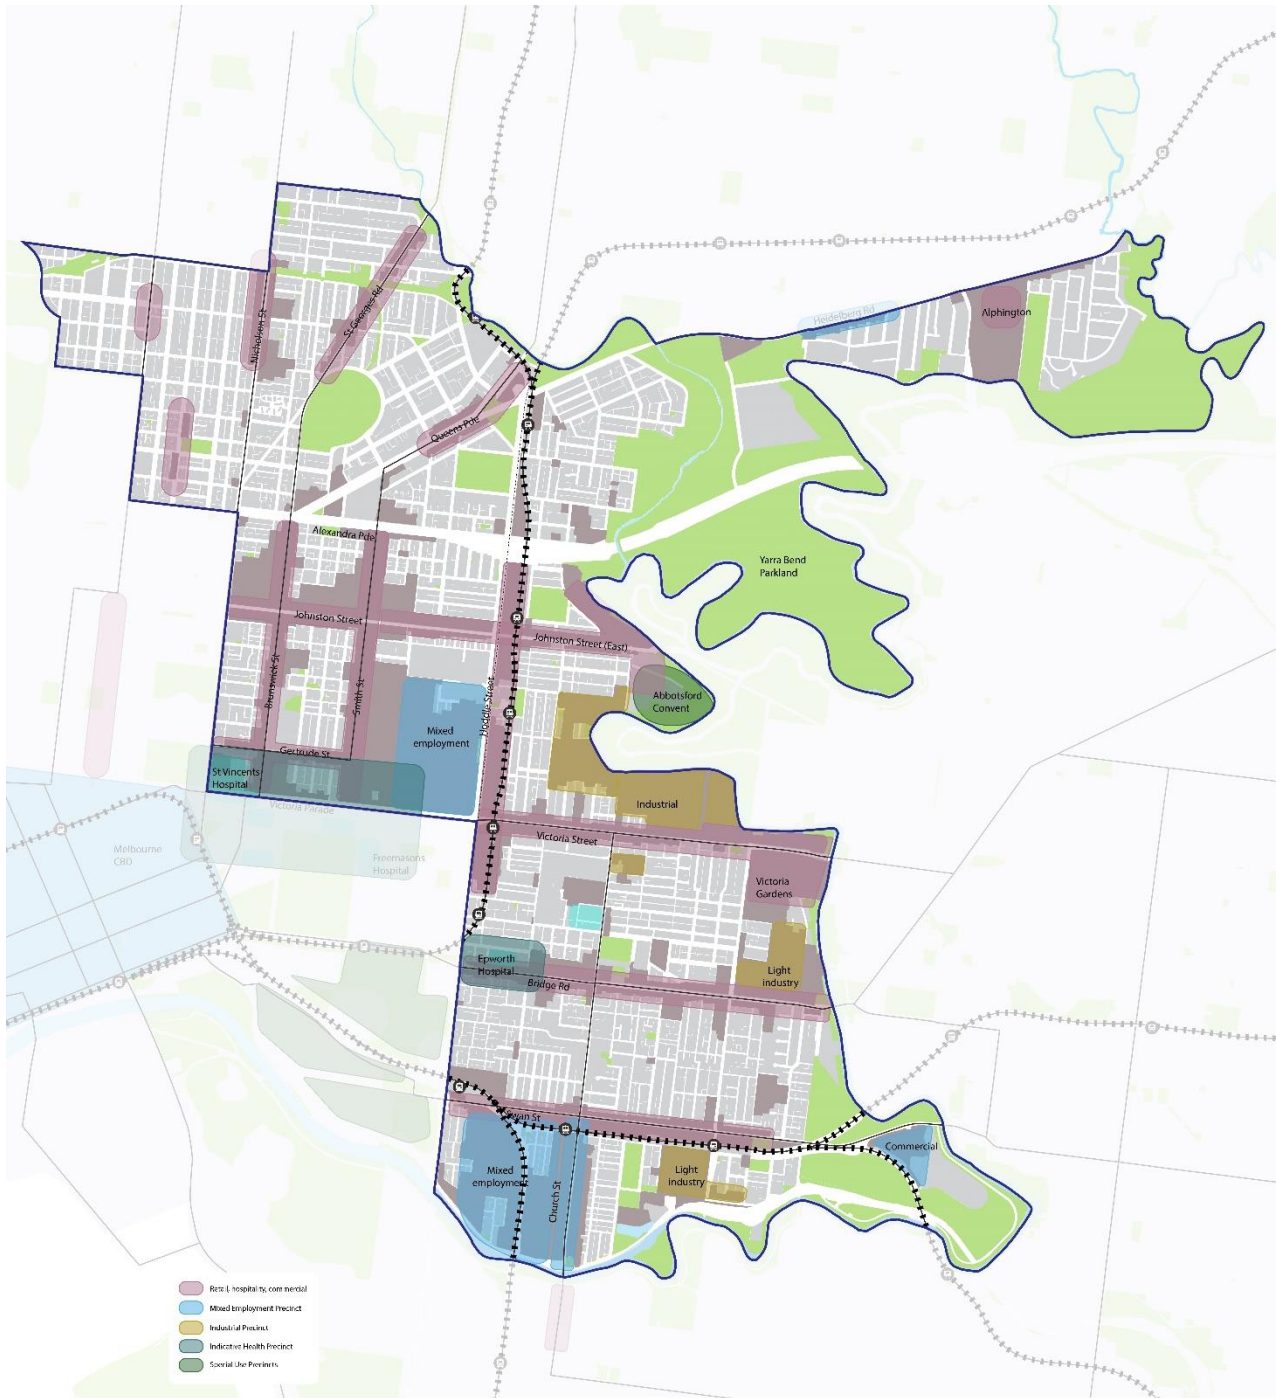 Heidelberg Rd
Alphington
St Georges Rd
Nicholson St
Queens Pde
Alexandra Pde
Yarra Bend
Parkland
Johnston Street
Johnston Street (East)
Brunswick St
Smith St
Hoddle Street
Abbotsford
Convent
Mixed
employment
Gertrude St
St Vincents
Hospital
Victoria Parade
Industrial
Melbourne
CBD
Freemasons
Hospital
Victoria Street
Victoria
Gardens
Epworth
Hospital
Light
industry
Bridge Rd
Swan St
Commercial
Mixed
employment
Light
industry
Church St
Retail, hospitality, commercial
Mixed Employment Precinct
Industrial Precinct
Indicative Health Precinct
Special Use Precincts